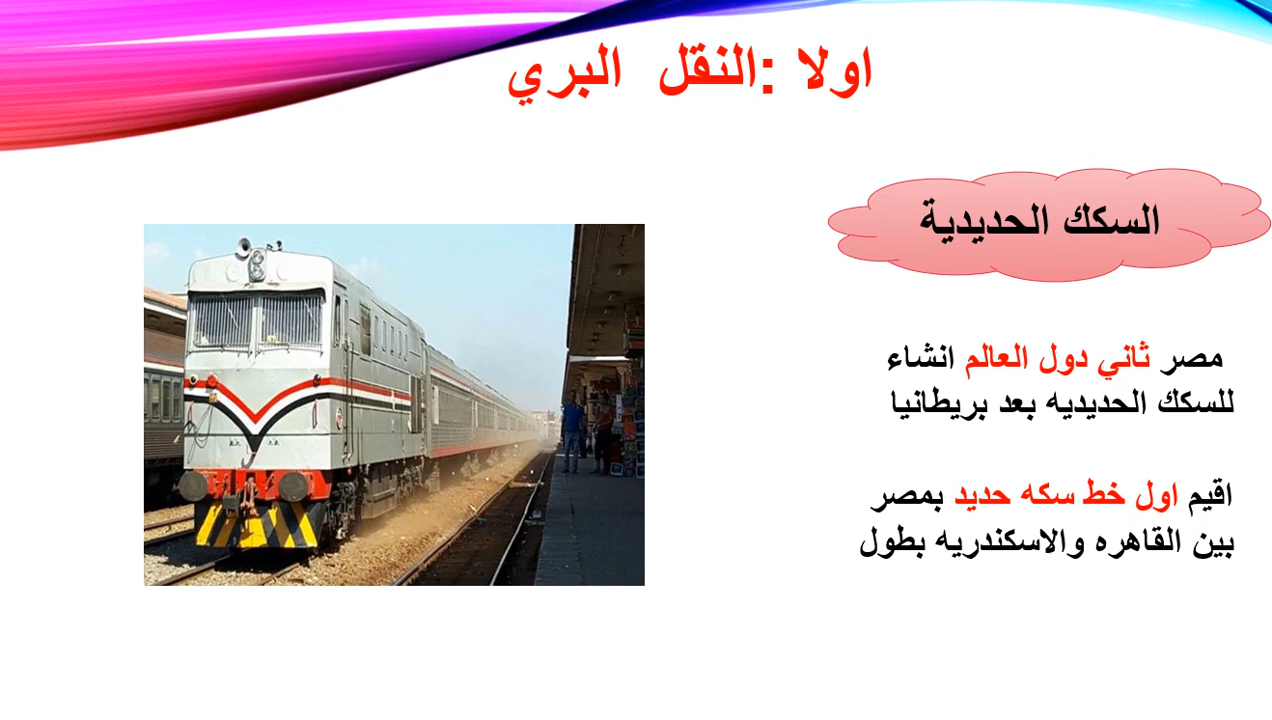 اولا :النقل البري
السكك الحديدية
مصر ثاني دول العالم انشاء
للسكك الحديديه بعد بريطانيا
اقيم اول خط سكه حديد بمصر
بين القاهره والاسكندريه بطول